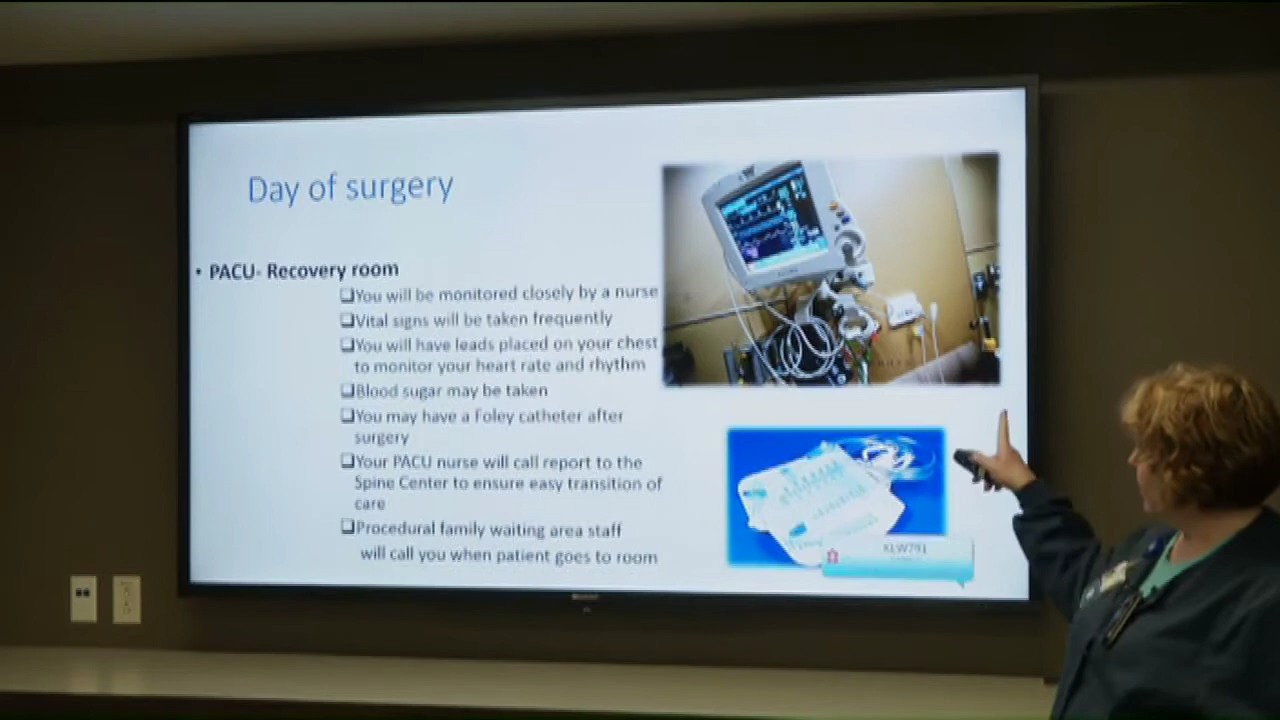 Day of surgery
• PACU- Recovery room
❑You will be monitored closely by a nurse
❑Vital signs will be taken frequently
❑You will have leads placed on your chest
to monitor your heart rate and rhythm
❑Blood sugar may be taken
❑You may have a Foley catheter after
surgery
❑Your PACU nurse will call report to the
Spine Center to ensure easy transition of
care
❑Procedural family waiting area staff
will call you when patient goes to room
KLW791